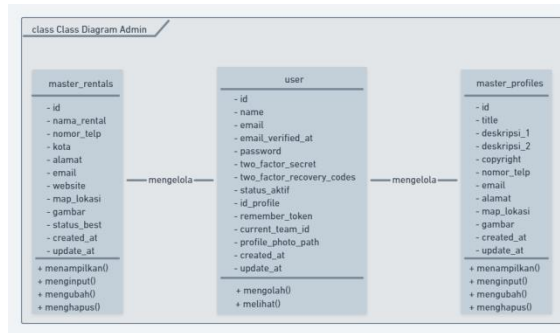 class Class Diagram Admin
master_rentals
- id
- nama_rental
- nomor_telp
- kota
- alamat
- email
- website
- map_lokasi
- gambar
- status_best
- created_at
- update_at
+ menampilkan()
+ menginput()
+ mengubah()
+ menghapus()
mengelola
user
- id
- name
- email
- email_verified_at
- password
- two_factor_secret
- two_factor_recovery_codes
- status_aktif
- id_profile
- remember_token
- current_team_id
- profile_photo_path
- created_at
- update_at
+ mengolah()
+ melihat()
mengelola
master_profiles
- id
- title
- deskripsi_1
- deskripsi_2
- copyright
- nomor_telp
- email
- alamat
- map_lokasi
- gambar
- created_at
- update_at
+ menampilkan()
+ menginput()
+ mengubah()
+ menghapus()